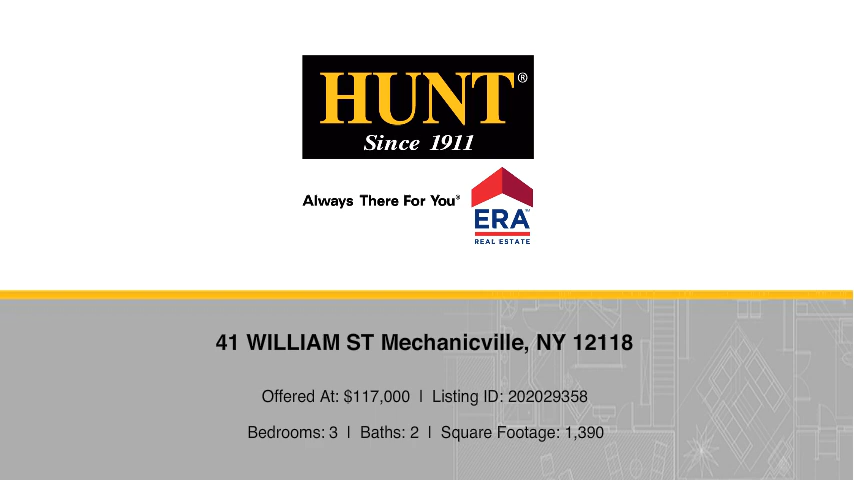 HUNT®
Since 1911
Always There For You®
ERA™
REAL ESTATE
41 WILLIAM ST Mechanicville, NY 12118
Offered At: $117,000 | Listing ID: 202029358
Bedrooms: 3 | Baths: 2 | Square Footage: 1,390